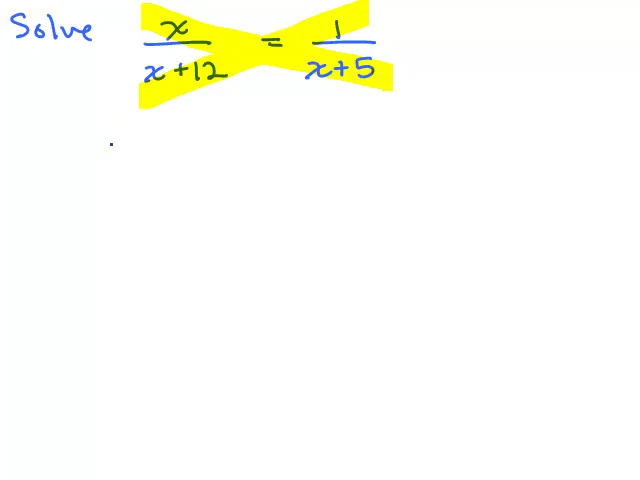 Solve x/(x+12) = 1/(x+5)